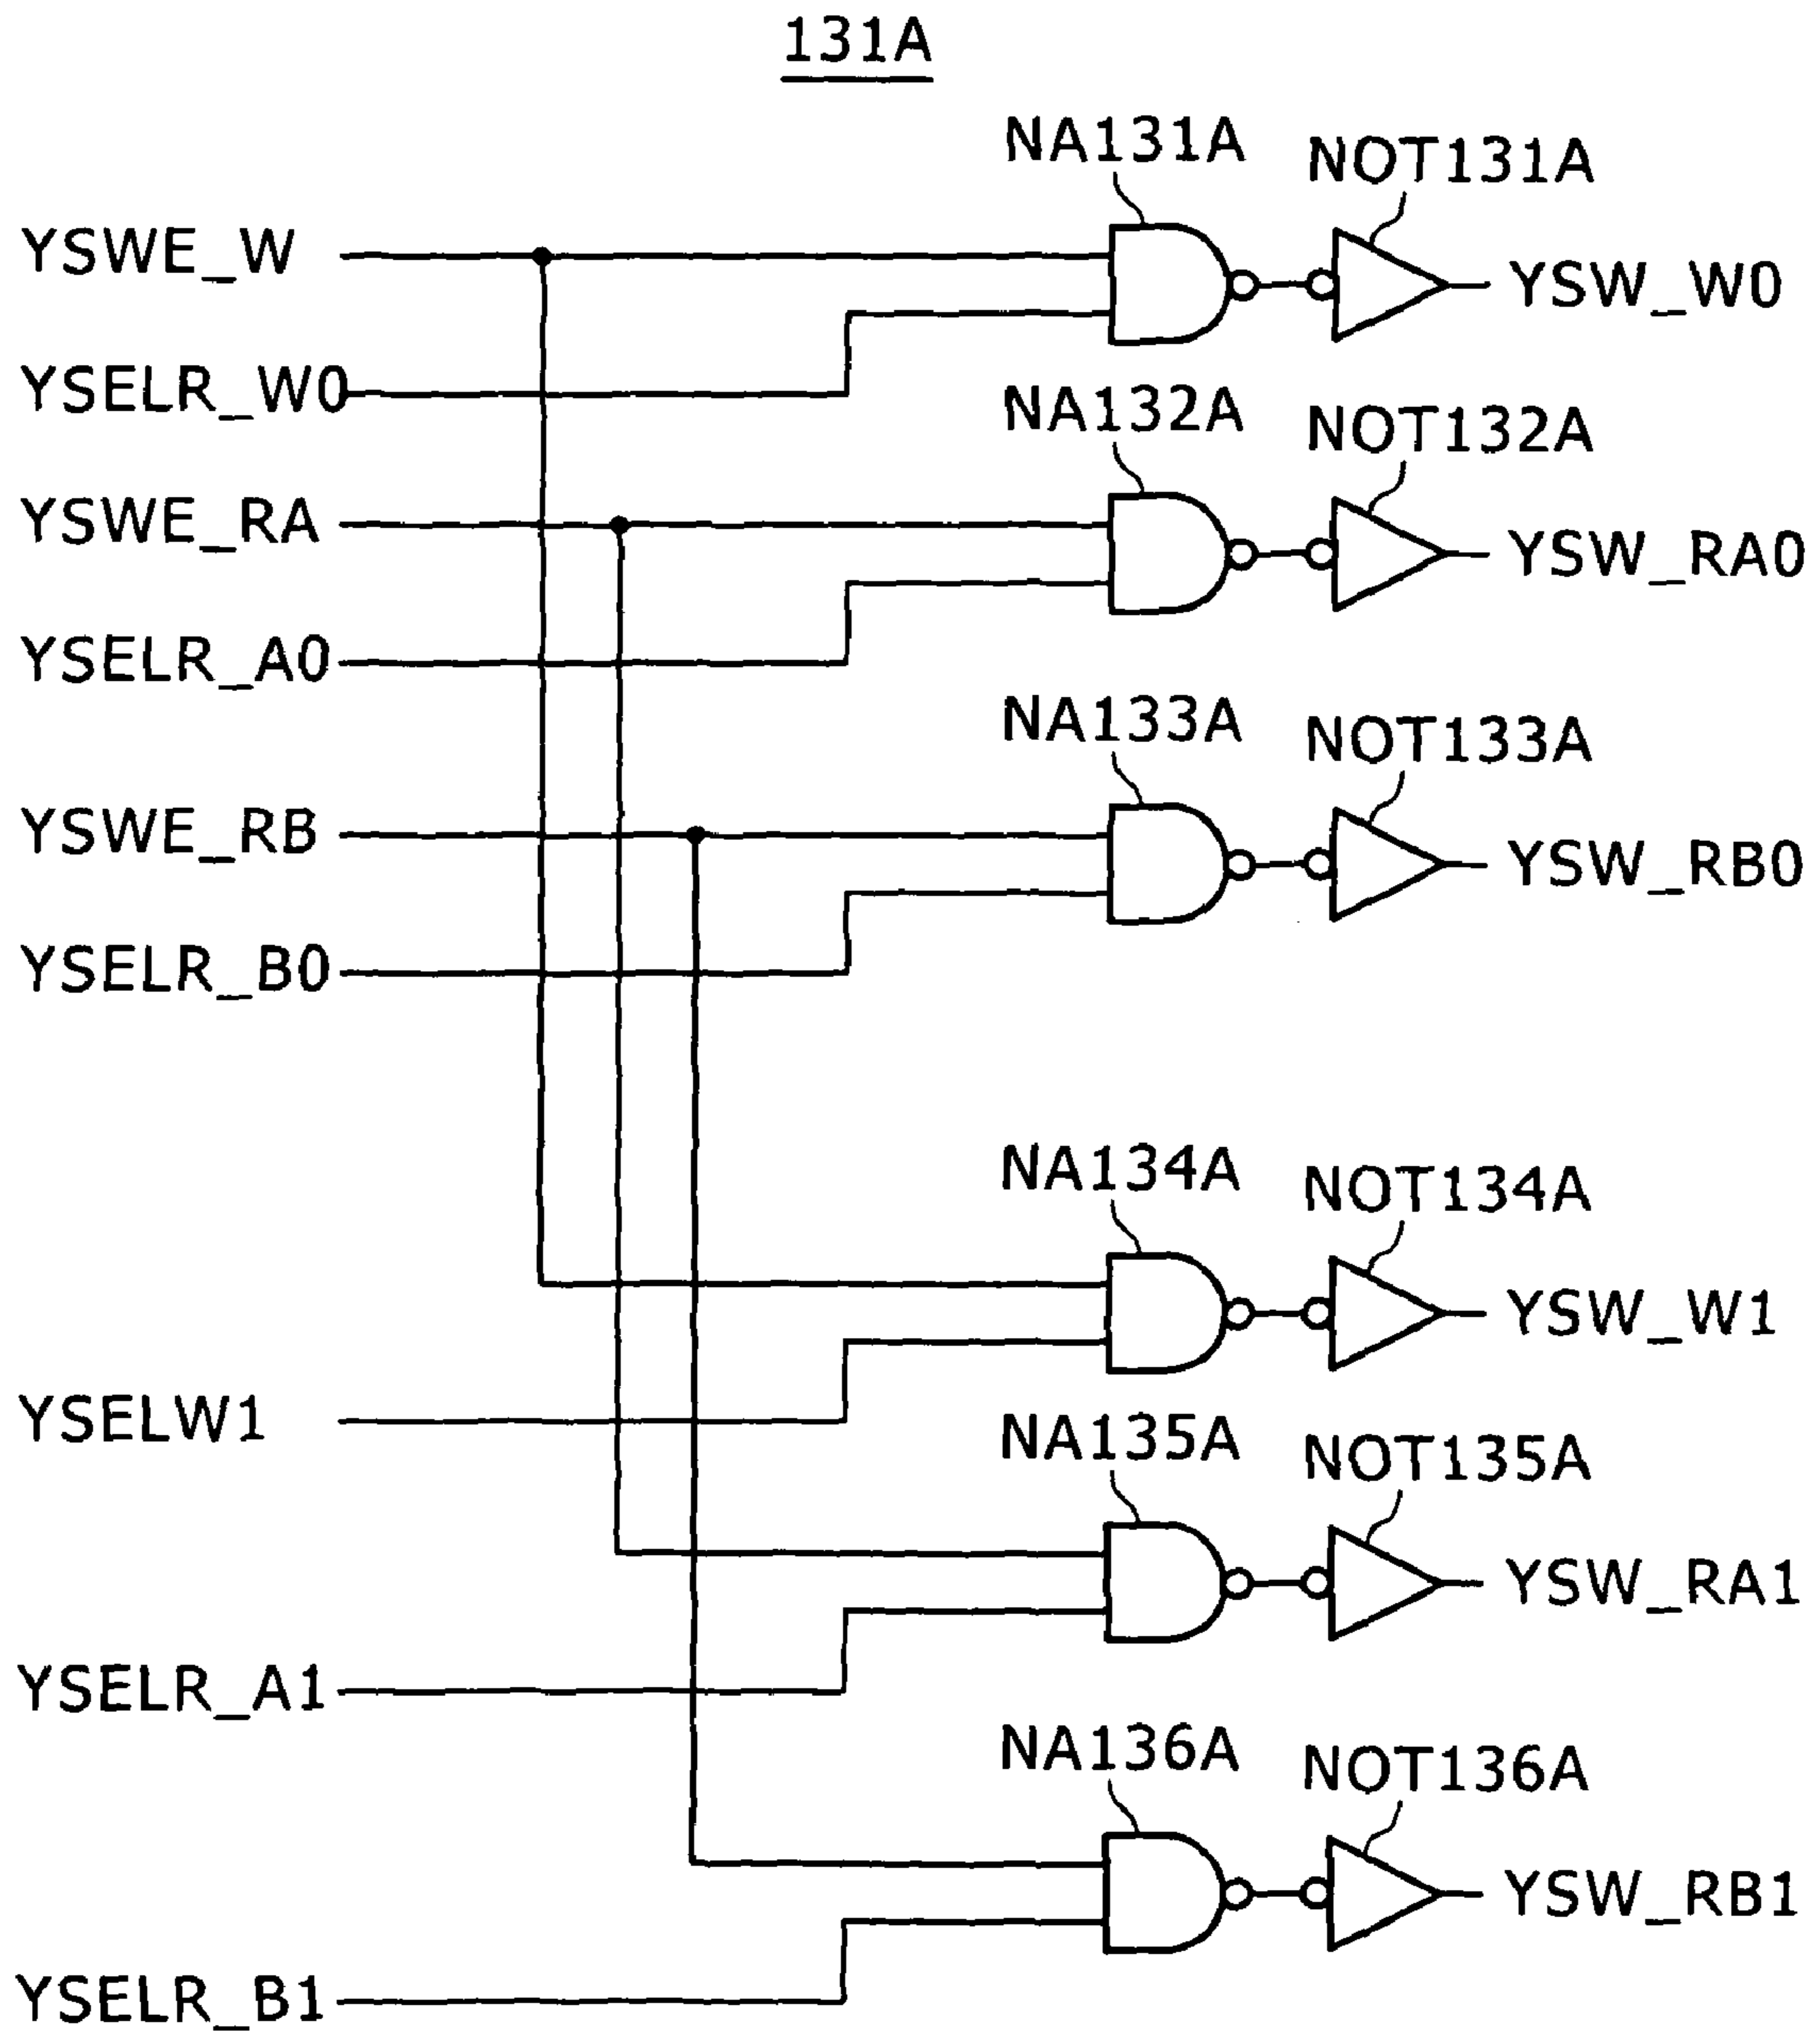 131A
NA131A
NOT131A
YSWE_W
YSW_W0
YSELR_W0
NA132A
NOT132A
YSWE_RA
YSW_RA0
YSELR_A0
NA133A
NOT133A
YSWE_RB
YSW_RB0
YSELR_B0
NA134A
NOT134A
YSW_W1
YSELW1
NA135A
NOT135A
YSW_RA1
YSELR_A1
NA136A
NOT136A
YSW_RB1
YSELR_B1